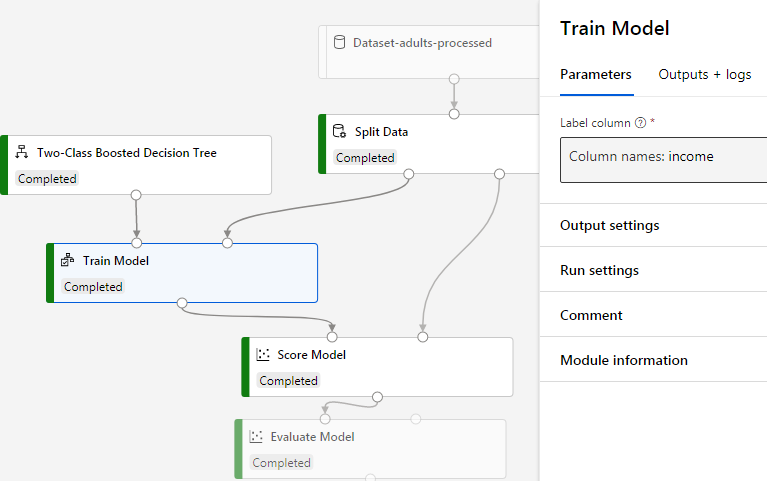 Dataset-adults-processed
Split Data
Completed
Two-Class Boosted Decision Tree
Completed
Train Model
Completed
Score Model
Completed
Evaluate Model
Completed
Train Model
Parameters
Outputs + logs
Label column ? *
Column names: income
Output settings
Run settings
Comment
Module information